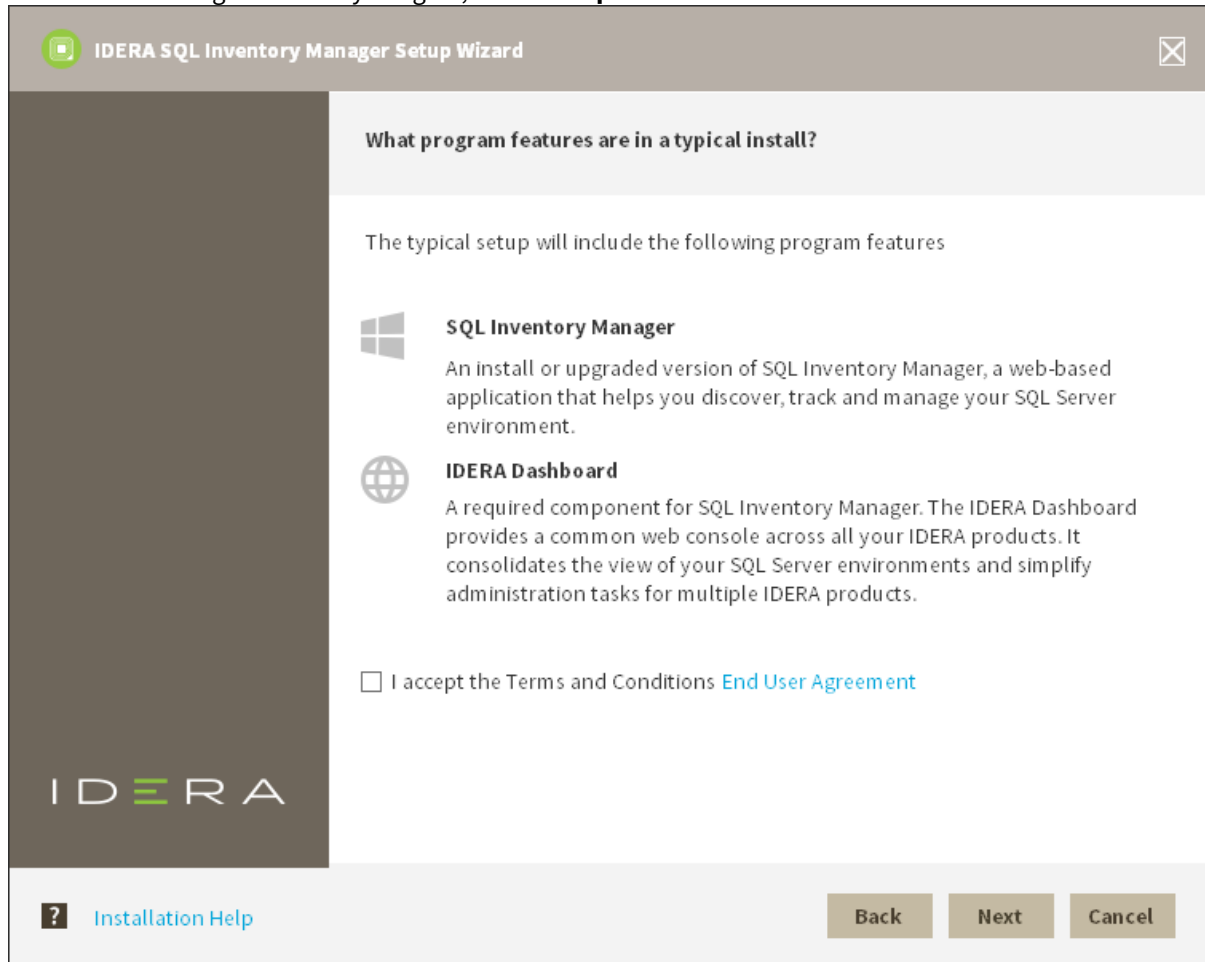 IDERA SQL Inventory Manager Setup Wizard
What program features are in a typical install?
The typical setup will include the following program features
SQL Inventory Manager
An install or upgraded version of SQL Inventory Manager, a web-based
application that helps you discover, track and manage your SQL Server
environment.
IDERA Dashboard
A required component for SQL Inventory Manager. The IDERA Dashboard
provides a common web console across all your IDERA products. It
consolidates the view of your SQL Server environments and simplify
administration tasks for multiple IDERA products.
I accept the Terms and Conditions End User Agreement
IDERA
? Installation Help
Back Next Cancel